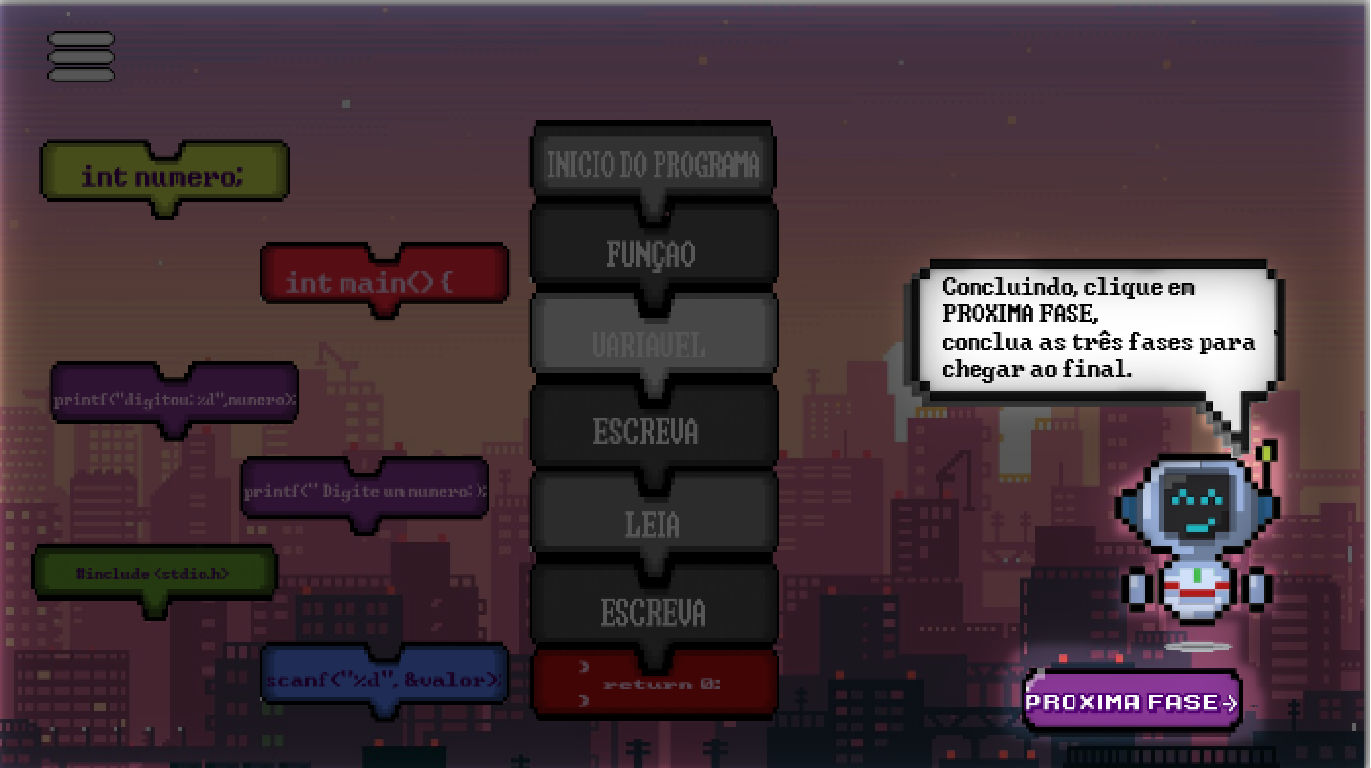 int numero;
int main() {
printf("digitou: %d",numero);
printf(" Digite um numero: );
#include <stdio.h>
scanf("%d", &valor);
INICIO DO PROGRAMA
FUNÇAO
VARIAVEL
ESCREVA
LEIA
ESCREVA
}
return 0;
}
Concluindo, clique em
PROXIMA FASE,
conclua as três fases para
chegar ao final.
PROXIMA FASE→